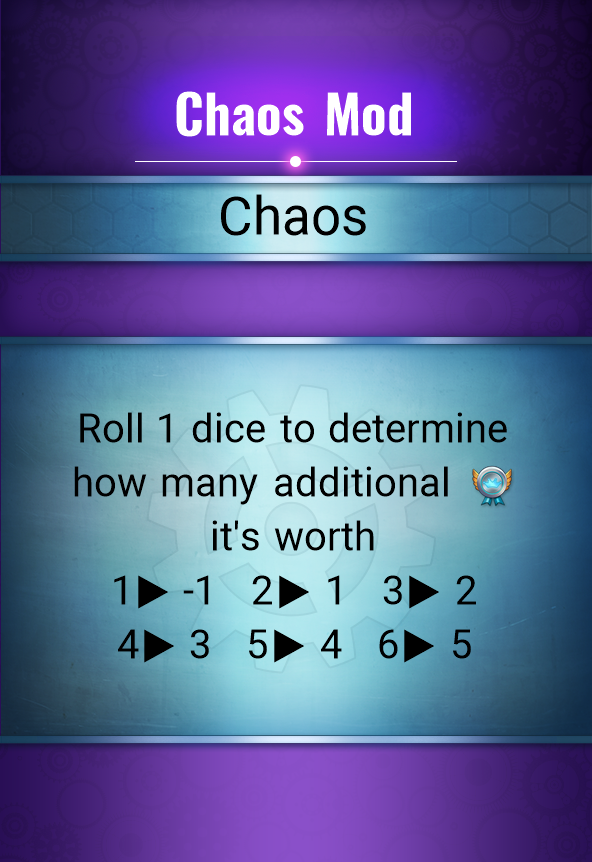 Chaos Mod
Chaos
Roll 1 dice to determine
how many additional
it's worth
1▶ -1 2▶ 1 3▶ 2
4▶ 3 5▶ 4 6▶ 5